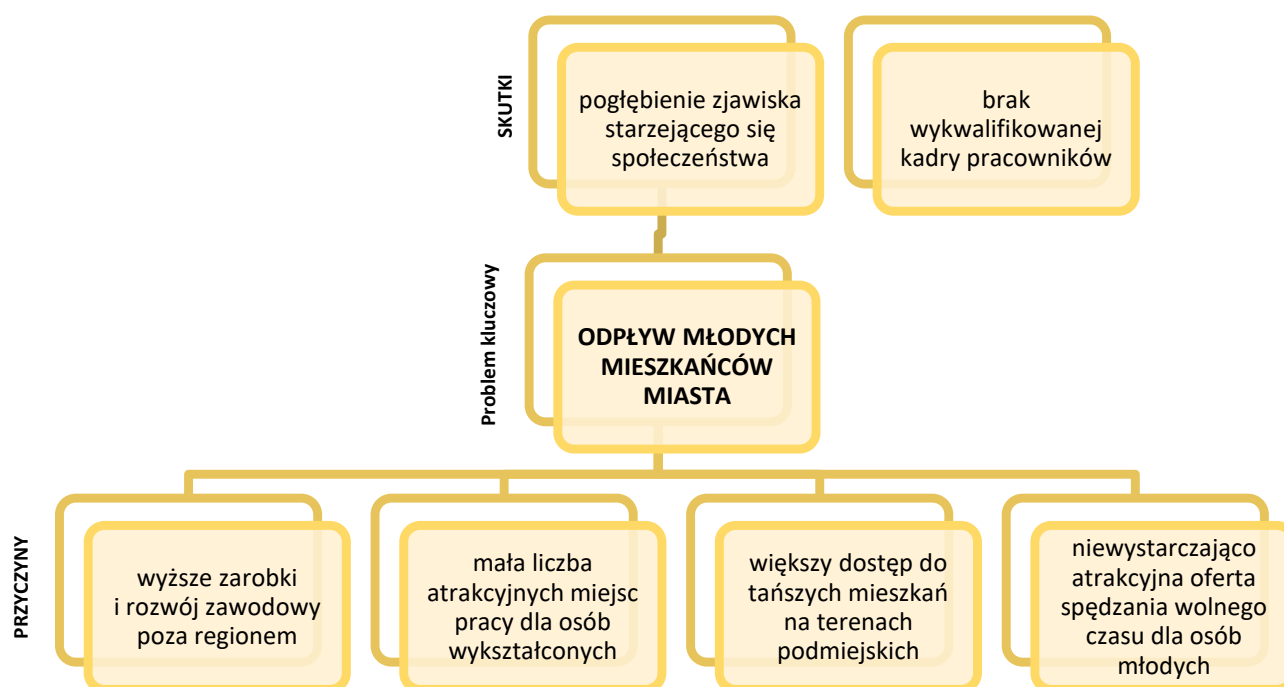 SKUTKI
pogłębienie zjawiska
starzejącego się
społeczeństwa
brak
wykwalifikowanej
kadry pracowników
Problem kluczowy
ODPŁYW MŁODYCH
MIESZKAŃCÓW
MIASTA
PRZYCZYNY
wyższe zarobki
i rozwój zawodowy
poza regionem
mała liczba
atrakcyjnych miejsc
pracy dla osób
wykształconych
większy dostęp do
tańszych mieszkań
na terenach
podmiejskich
niewystarczająco
atrakcyjna oferta
spędzania wolnego
czasu dla osób
młodych